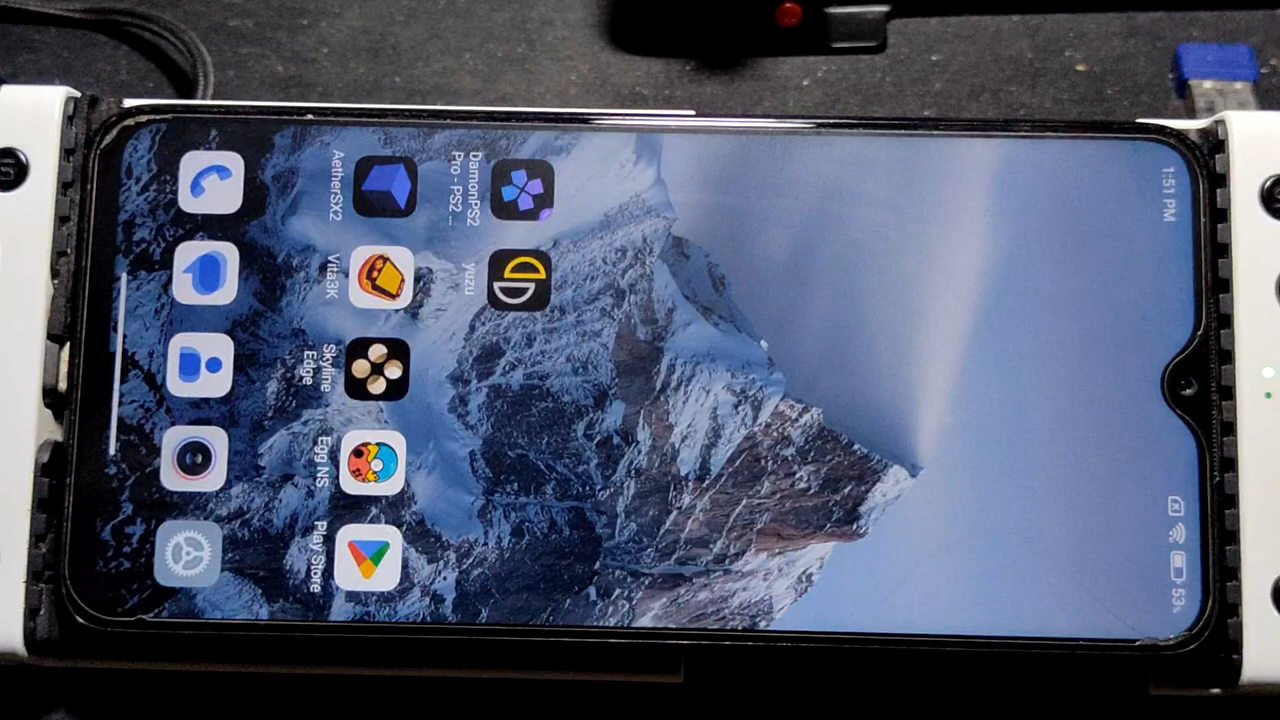 1:51 PM
53%
DamonPS2
Pro - PS2 ...
yuzu
AetherSX2
Vita3K
Skyline
Edge
Egg NS
Play Store